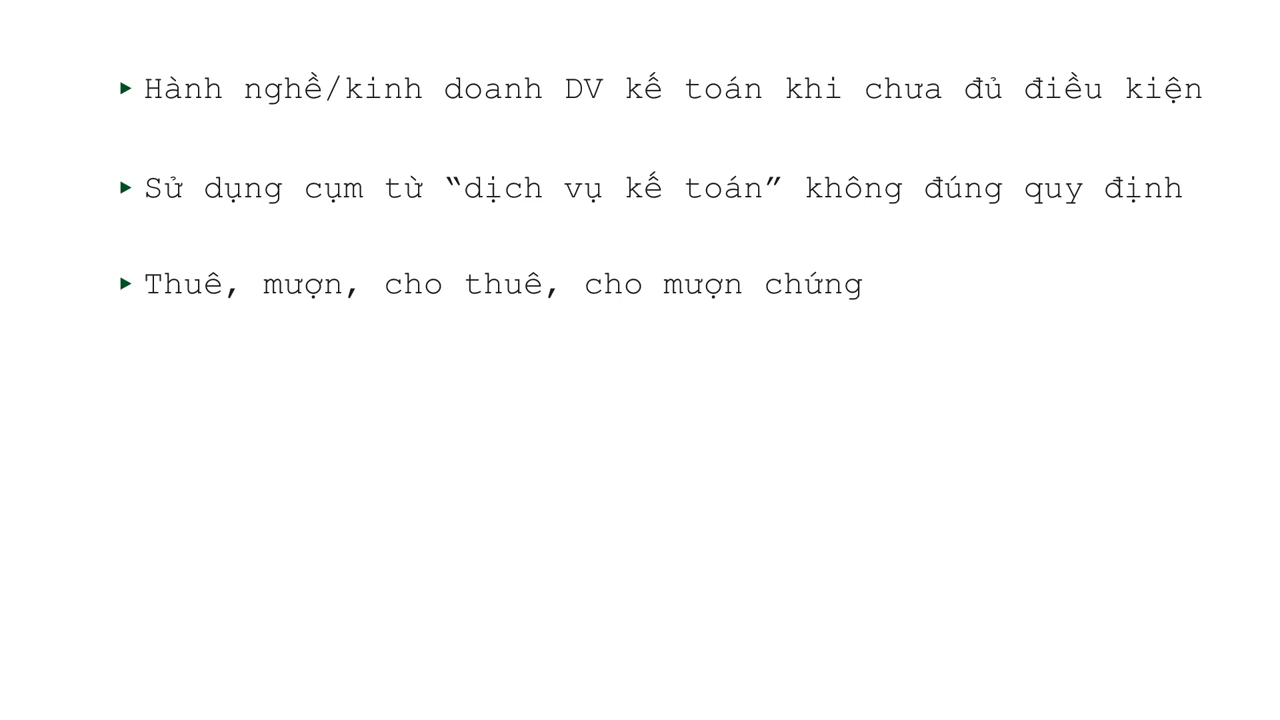 ▸ Hành nghề/kinh doanh DV kế toán khi chưa đủ điều kiện
▸ Sử dụng cụm từ “dịch vụ kế toán” không đúng quy định
▸ Thuê, mượn, cho thuê, cho mượn chứng